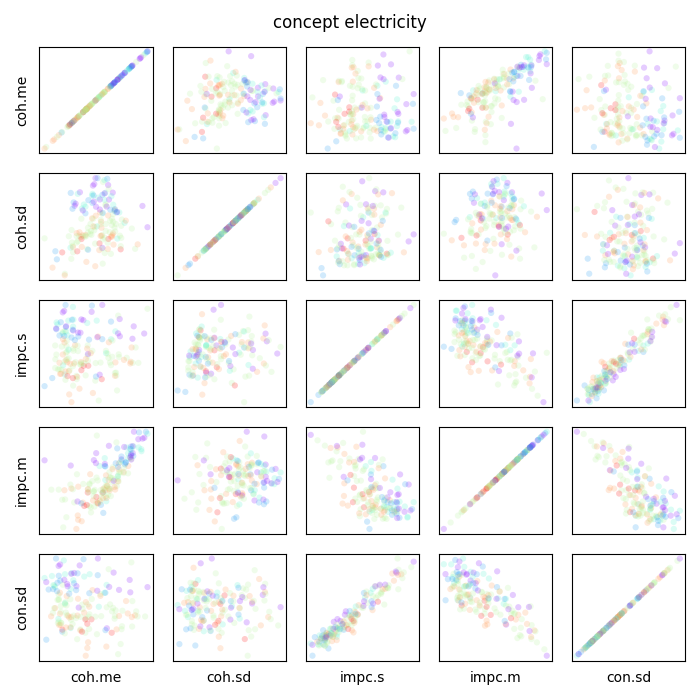 concept electricity
coh.me
coh.sd
impc.s
impc.m
con.sd
coh.me
coh.sd
impc.s
impc.m
con.sd